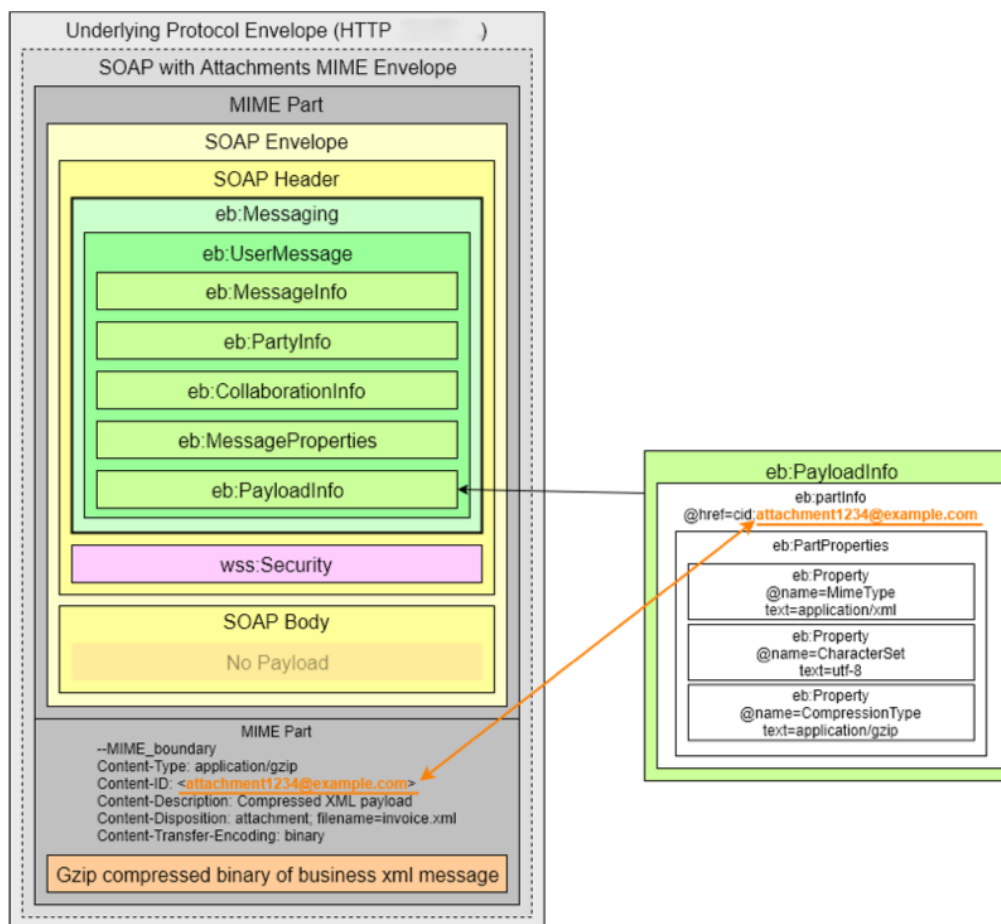 Underlying Protocol Envelope (HTTP )
SOAP with Attachments MIME Envelope
MIME Part
SOAP Envelope
SOAP Header
eb:Messaging
eb:UserMessage
eb:MessageInfo
eb:PartyInfo
eb:CollaborationInfo
eb:MessageProperties
eb:PayloadInfo
wss:Security
SOAP Body
No Payload
MIME Part
--MIME_boundary
Content-Type: application/gzip
Content-ID: <attachment1234@example.com>
Content-Description: Compressed XML payload
Content-Disposition: attachment; filename=invoice.xml
Content-Transfer-Encoding: binary
Gzip compressed binary of business xml message
eb:PayloadInfo
eb:partInfo
@href=cid:attachment1234@example.com
eb:PartProperties
eb:Property
@name=MimeType
text=application/xml
eb:Property
@name=CharacterSet
text=utf-8
eb:Property
@name=CompressionType
text=application/gzip